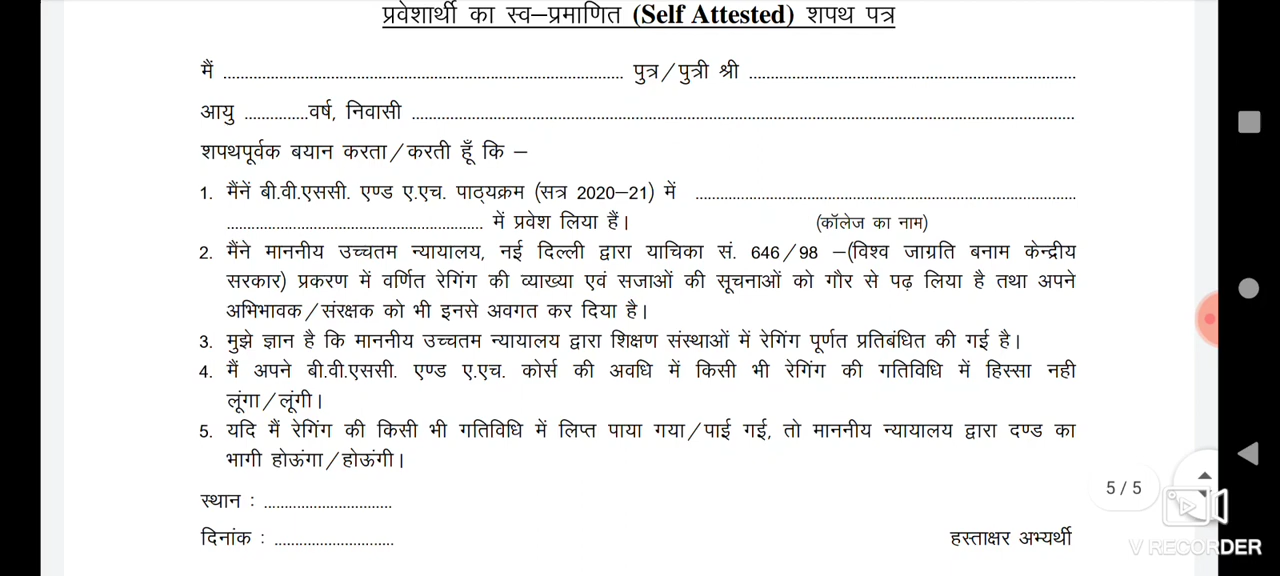 प्रवेशार्थी का स्व–प्रमाणित (Self Attested) शपथ पत्र
मैं ........................................................................................ पुत्र/पुत्री श्री ........................................................................
आयु ...............वर्ष, निवासी ........................................................................................................................
शपथपूर्वक बयान करता/करती हूँ कि –
1. मैंनें बी.वी.एससी. एण्ड ए.एच. पाठ्यक्रम (सत्र 2020–21) में ....................................................................................
............................................................ में प्रवेश लिया हैं। (कॉलेज का नाम)
2. मैंने माननीय उच्चतम न्यायालय, नई दिल्ली द्वारा याचिका सं. 646/98 –(विश्व जाग्रति बनाम केन्द्रीय
सरकार) प्रकरण में वर्णित रेगिंग की व्याख्या एवं सजाओं की सूचनाओं को गौर से पढ़ लिया है तथा अपने
अभिभावक/संरक्षक को भी इनसे अवगत कर दिया है।
3. मुझे ज्ञान है कि माननीय उच्चतम न्यायालय द्वारा शिक्षण संस्थाओं में रेगिंग पूर्णत प्रतिबंधित की गई है।
4. मैं अपने बी.वी.एससी. एण्ड ए.एच. कोर्स की अवधि में किसी भी रेगिंग की गतिविधि में हिस्सा नही
लूंगा/लूंगी।
5. यदि मैं रेगिंग की किसी भी गतिविधि में लिप्त पाया गया/पाई गई, तो माननीय न्यायालय द्वारा दण्ड का
भागी होऊंगा/होऊंगी।
स्थान : ...............................
दिनांक : .............................
हस्ताक्षर अभ्यर्थी
5 / 5
V RECORDER